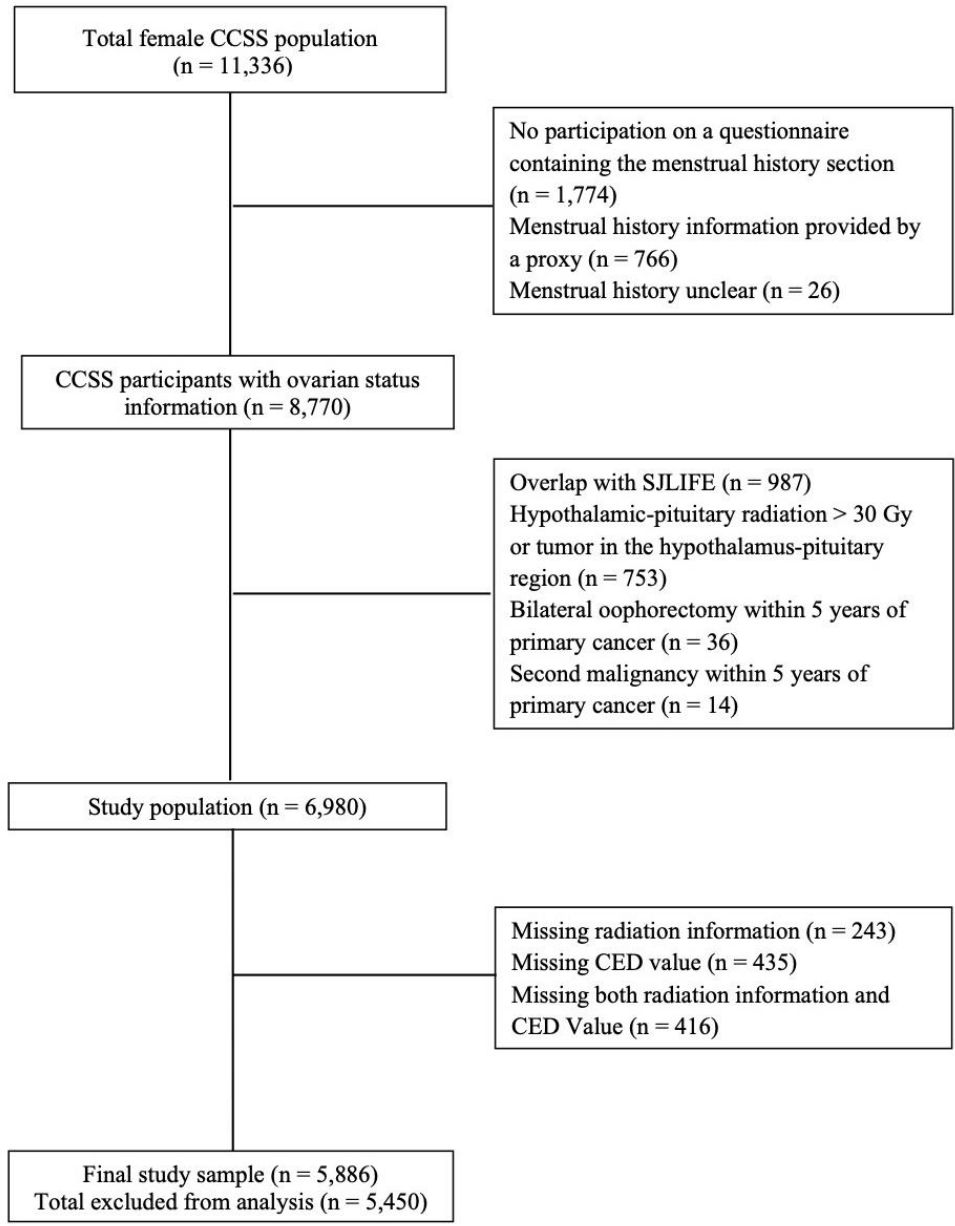 Total female CCSS population
(n = 11,336)
No participation on a questionnaire
containing the menstrual history section
(n = 1,774)
Menstrual history information provided by
a proxy (n = 766)
Menstrual history unclear (n = 26)
CCSS participants with ovarian status
information (n = 8,770)
Overlap with SJLIFE (n = 987)
Hypothalamic-pituitary radiation > 30 Gy
or tumor in the hypothalamus-pituitary
region (n = 753)
Bilateral oophorectomy within 5 years of
primary cancer (n = 36)
Second malignancy within 5 years of
primary cancer (n = 14)
Study population (n = 6,980)
Missing radiation information (n = 243)
Missing CED value (n = 435)
Missing both radiation information and
CED Value (n = 416)
Final study sample (n = 5,886)
Total excluded from analysis (n = 5,450)